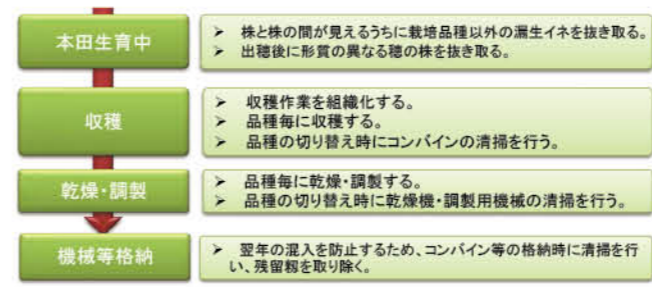 本田生育中
➢ 株と株の間が見えるうちに栽培品種以外の漏生イネを抜き取る。
➢ 出穂後に形質の異なる穂の株を抜き取る。
収穫
➢ 収穫作業を組織化する。
➢ 品種毎に収穫する。
➢ 品種の切り替え時にコンバインの清掃を行う。
乾燥・調製
➢ 品種毎に乾燥・調製する。
➢ 品種の切り替え時に乾燥機・調製用機械の清掃を行う。
機械等格納
➢ 翌年の混入を防止するため、コンバイン等の格納時に清掃を行
い、残留籾を取り除く。